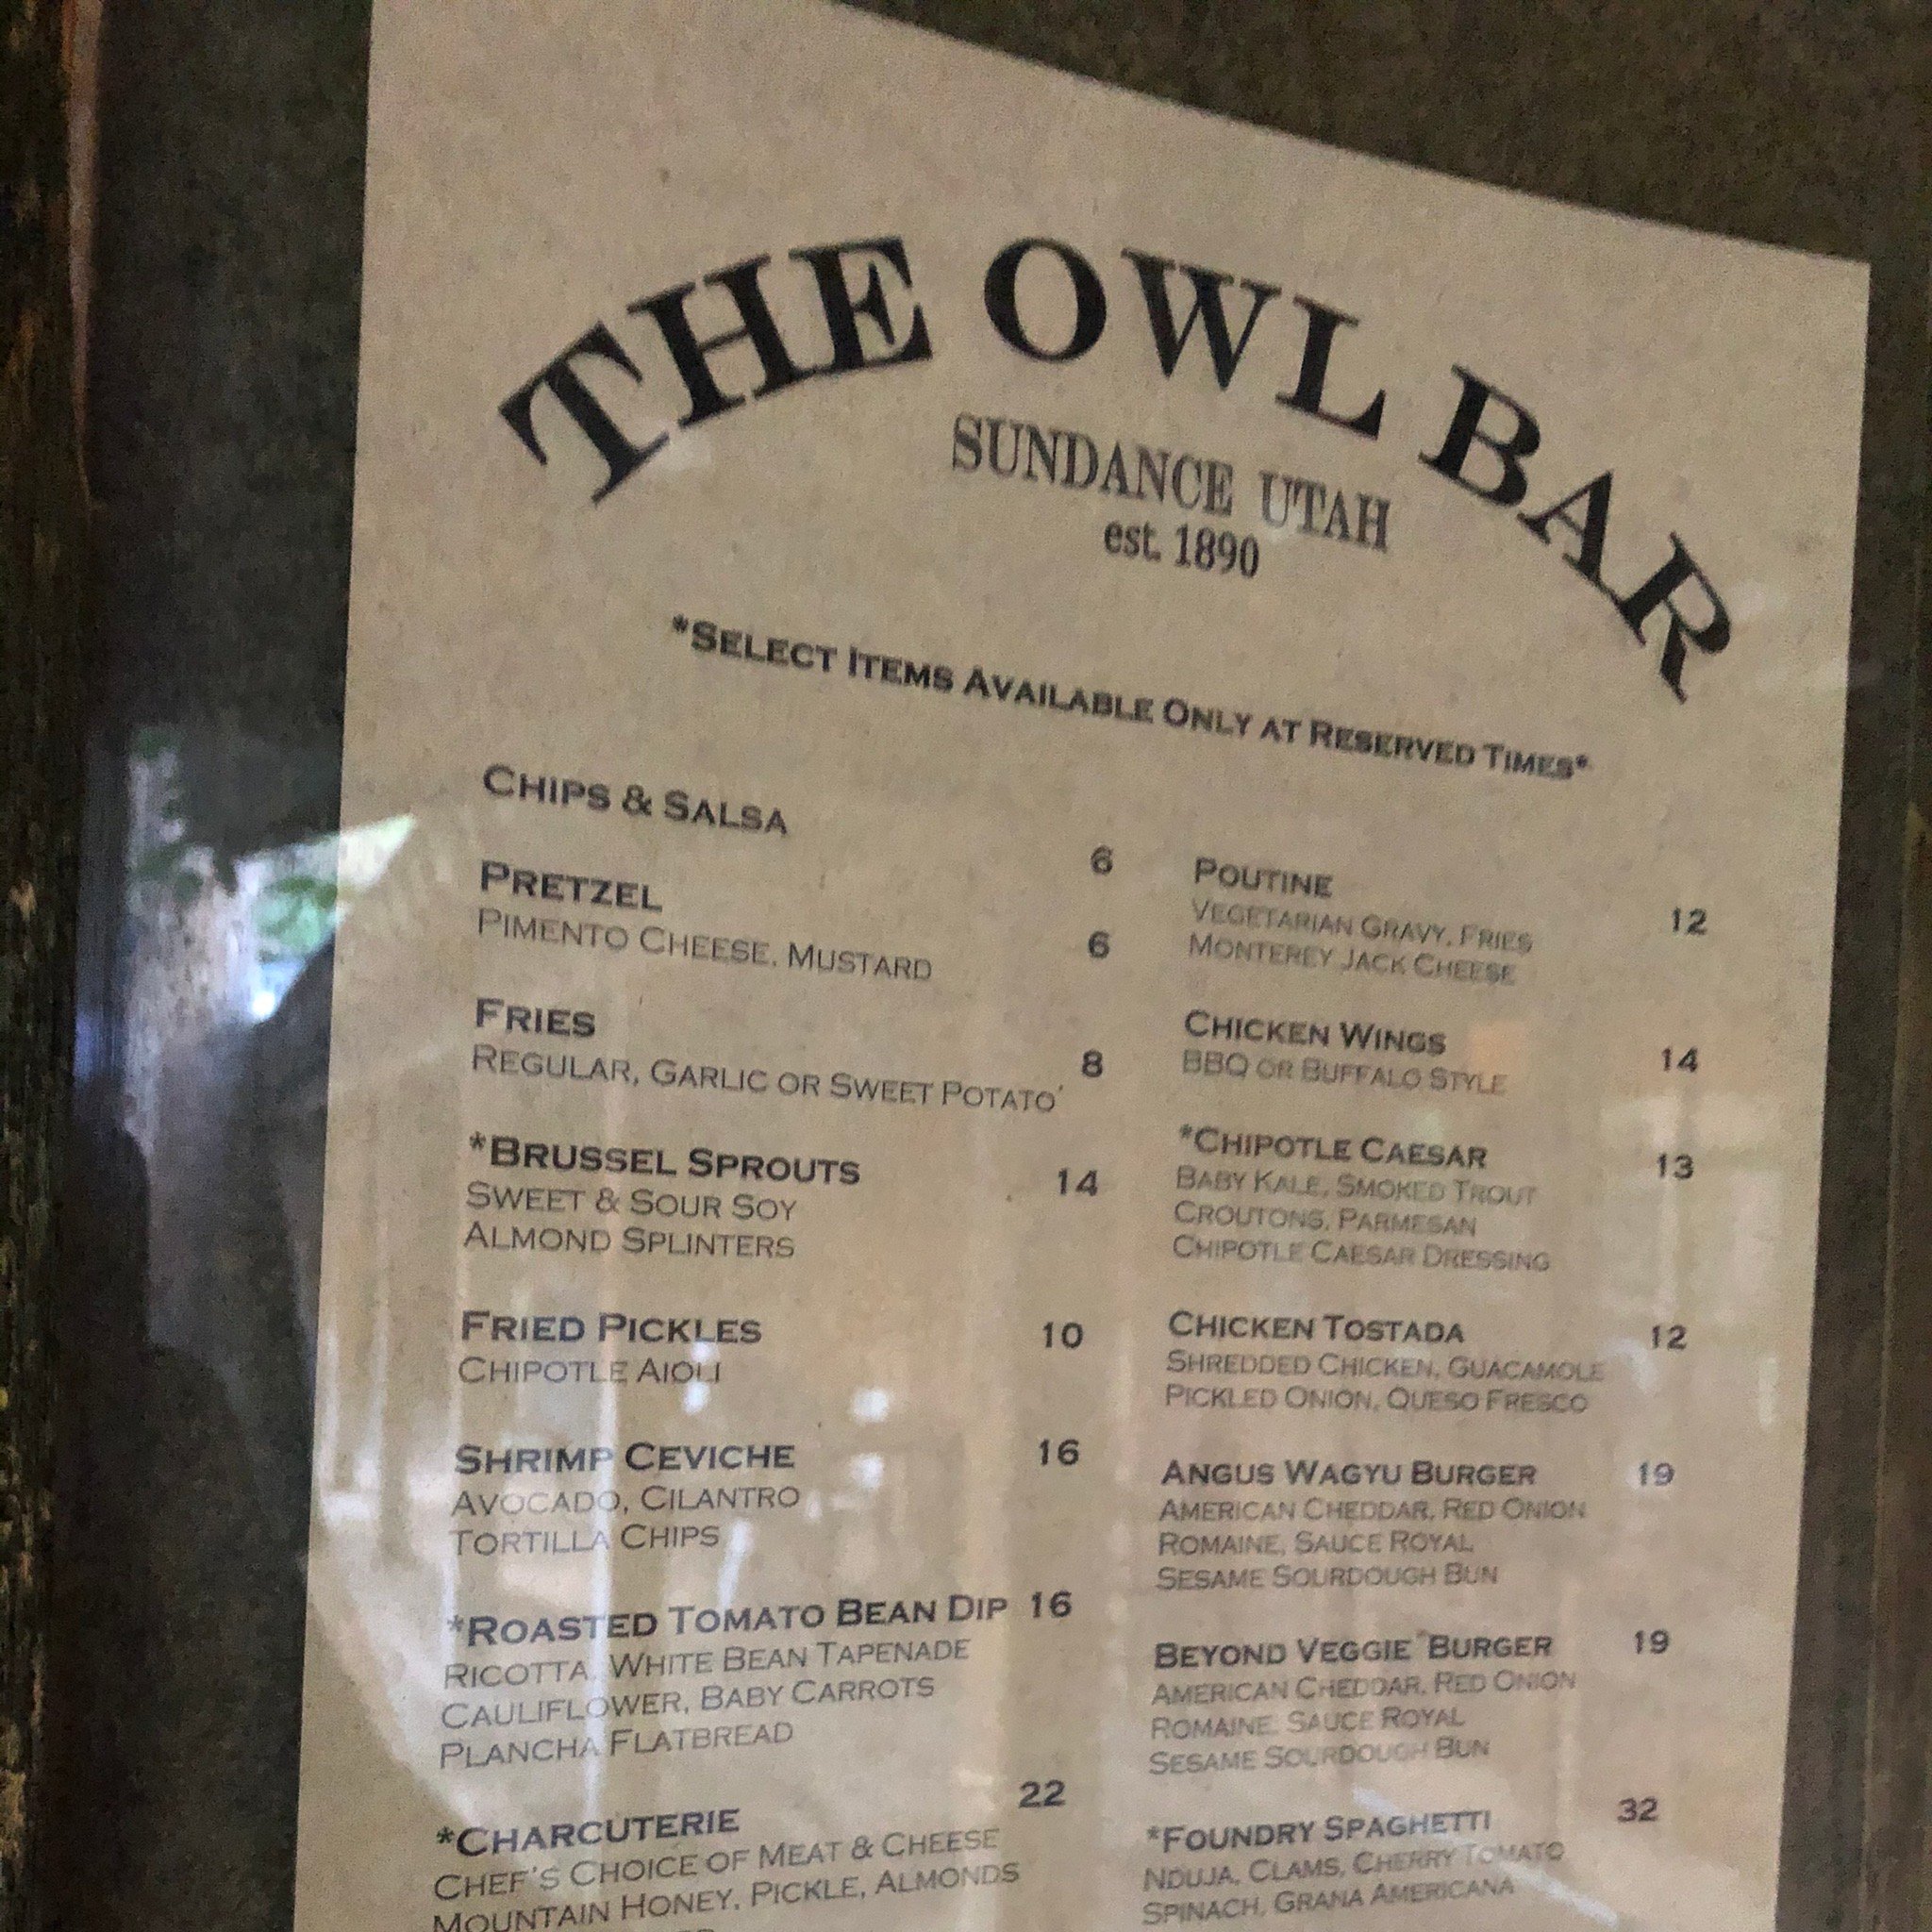 THE OWL BAR
SUNDANCE UTAH
est. 1890
*SELECT ITEMS AVAILABLE ONLY AT RESERVED TIMES*
CHIPS & SALSA 6
PRETZEL 6
PIMENTO CHEESE, MUSTARD
FRIES 8
REGULAR, GARLIC OR SWEET POTATO'
*BRUSSEL SPROUTS 14
SWEET & SOUR SOY
ALMOND SPLINTERS
FRIED PICKLES 10
CHIPOTLE AIOLI
SHRIMP CEVICHE 16
AVOCADO, CILANTRO
TORTILLA CHIPS
*ROASTED TOMATO BEAN DIP 16
RICOTTA, WHITE BEAN TAPENADE
CAULIFLOWER, BABY CARROTS
PLANCHA FLATBREAD
*CHARCUTERIE 22
CHEF'S CHOICE OF MEAT & CHEESE
MOUNTAIN HONEY, PICKLE, ALMONDS
POUTINE 12
VEGETARIAN GRAVY, FRIES
MONTEREY JACK CHEESE
CHICKEN WINGS 14
BBQ OR BUFFALO STYLE
*CHIPOTLE CAESAR 13
BABY KALE, SMOKED TROUT
CROUTONS, PARMESAN
CHIPOTLE CAESAR DRESSING
CHICKEN TOSTADA 12
SHREDDED CHICKEN, GUACAMOLE
PICKLED ONION, QUESO FRESCO
ANGUS WAGYU BURGER 19
AMERICAN CHEDDAR, RED ONION
ROMAINE, SAUCE ROYAL
SESAME SOURDOUGH BUN
BEYOND VEGGIE BURGER 19
AMERICAN CHEDDAR, RED ONION
ROMAINE, SAUCE ROYAL
SESAME SOURDOUGH BUN
*FOUNDRY SPAGHETTI 32
NDUJA, CLAMS, CHERRY TOMATO
SPINACH, GRANA AMERICANA